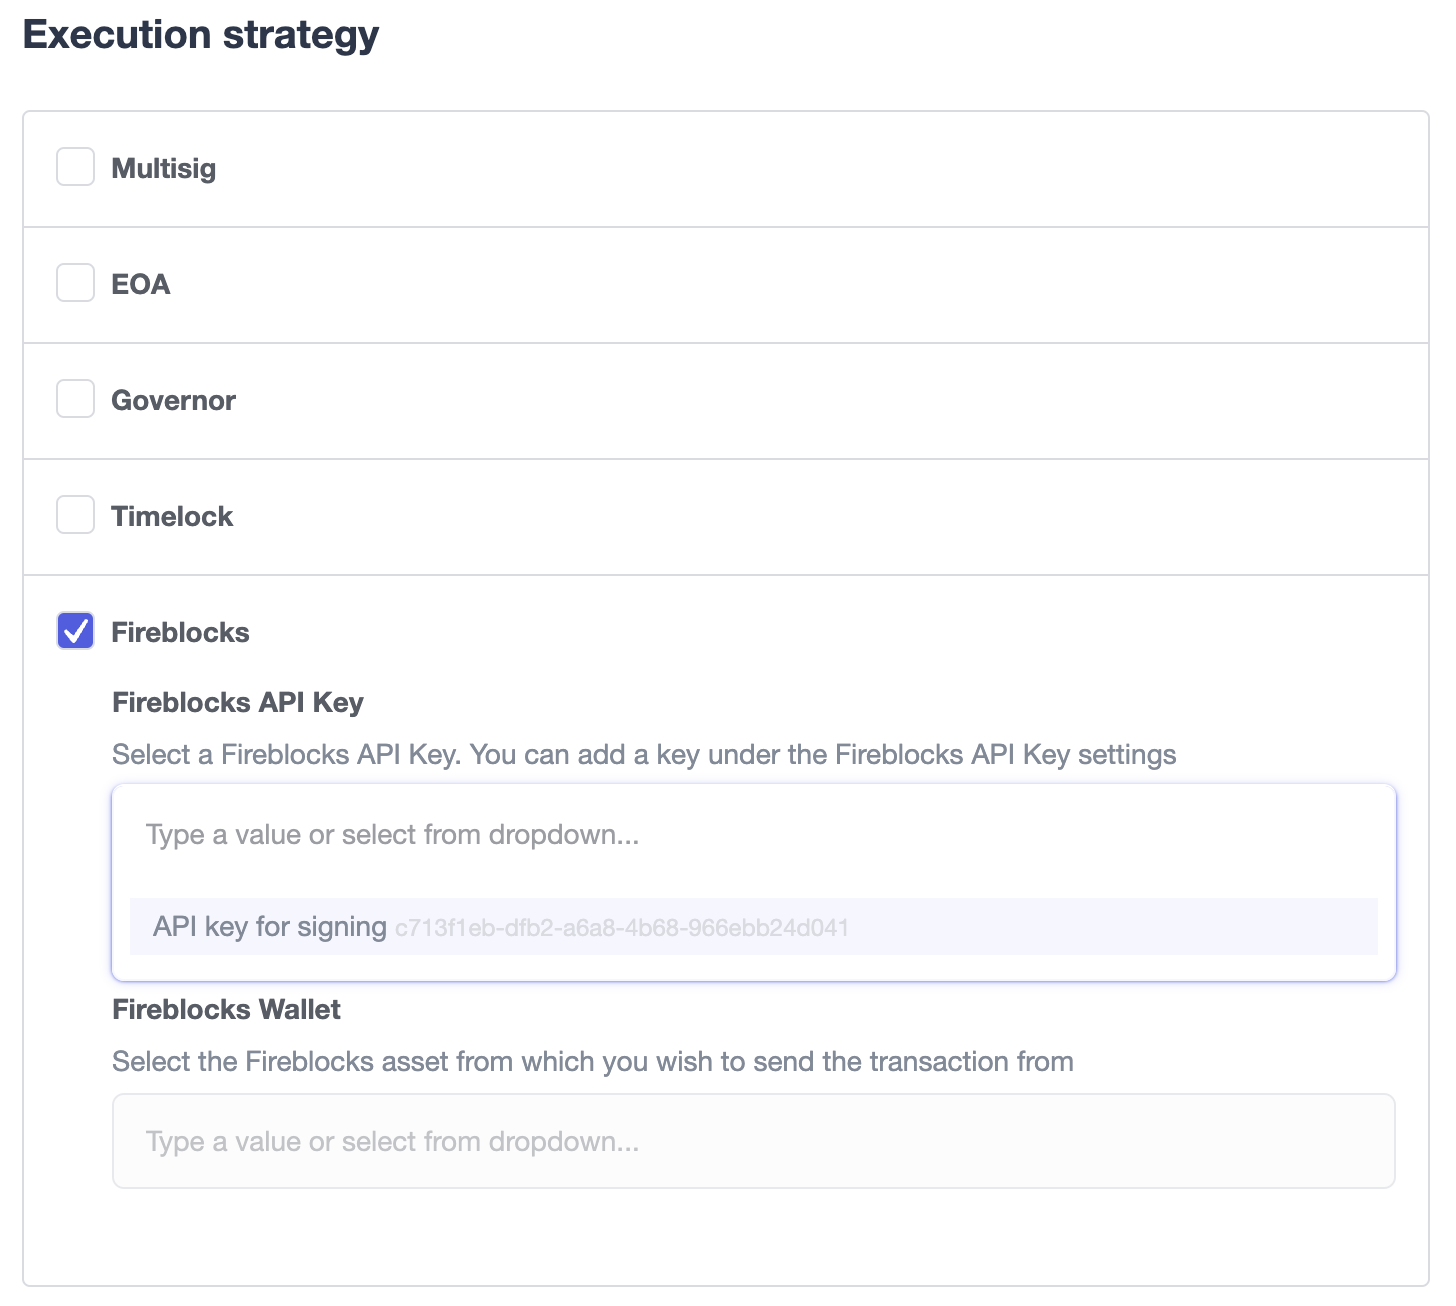 Execution strategy
Multisig
EOA
Governor
Timelock
Fireblocks
Fireblocks API Key
Select a Fireblocks API Key. You can add a key under the Fireblocks API Key settings
Type a value or select from dropdown...
API key for signing c713f1eb-dfb2-a6a8-4b68-966ebb24d041
Fireblocks Wallet
Select the Fireblocks asset from which you wish to send the transaction from
Type a value or select from dropdown...